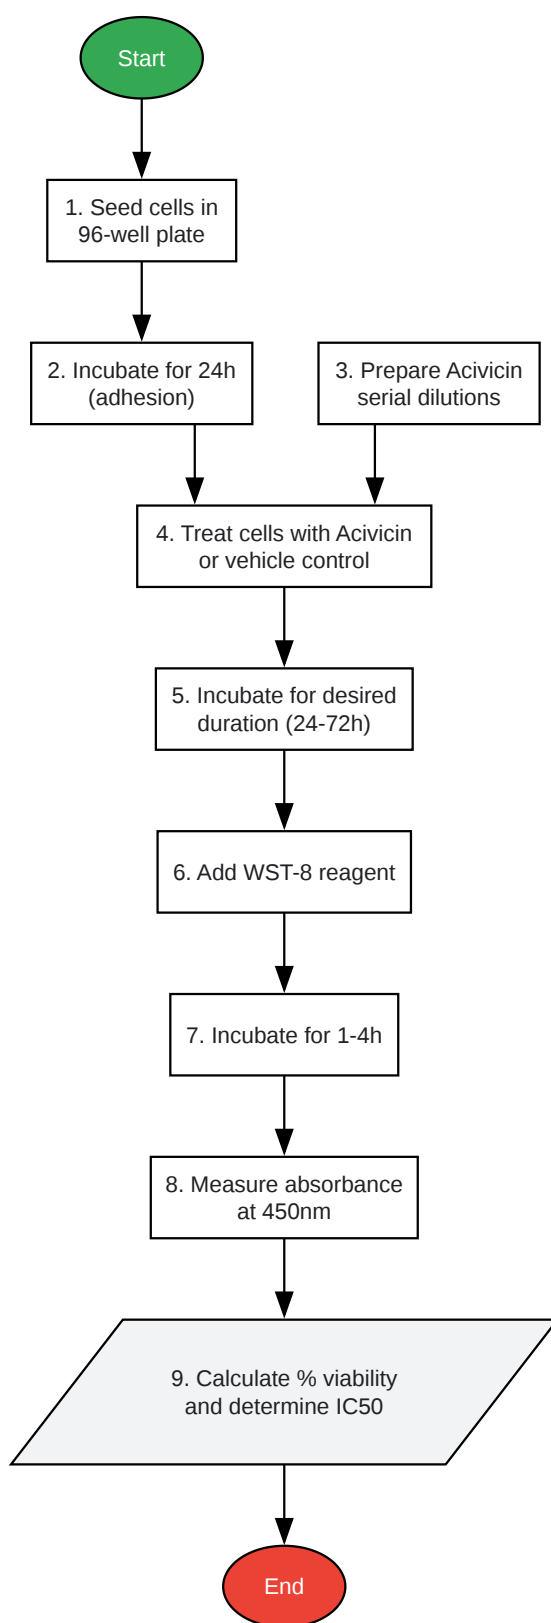 Start
1. Seed cells in
96-well plate
2. Incubate for 24h
(adhesion)
3. Prepare Acivicin
serial dilutions
4. Treat cells with Acivicin
or vehicle control
5. Incubate for desired
duration (24-72h)
6. Add WST-8 reagent
7. Incubate for 1-4h
8. Measure absorbance
at 450nm
9. Calculate % viability
and determine IC50
End